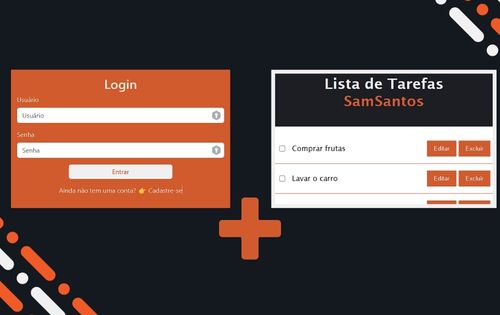 Login
Usuário
Usuário
Senha
Senha
Entrar
Ainda não tem uma conta? 👉 Cadastre-se
Lista de Tarefas
SamSantos
Comprar frutas
Editar
Excluir
Lavar o carro
Editar
Excluir